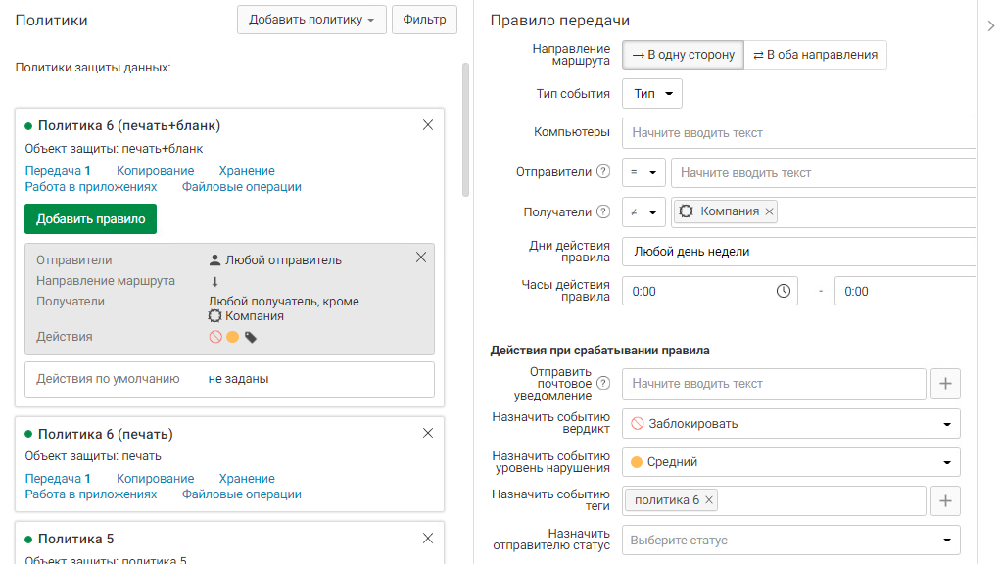 Политики
Добавить политику
Фильтр
Политики защиты данных:
Политика 6 (печать+бланк)
Объект защиты: печать+бланк
Передача 1 Копирование Хранение
Работа в приложениях Файловые операции
Добавить правило
Отправители Любой отправитель
Направление маршрута
Получатели Любой получатель, кроме
Компания
Действия
Действия по умолчанию не заданы
Политика 6 (печать)
Объект защиты: печать
Передача 1 Копирование Хранение
Работа в приложениях Файловые операции
Политика 5
Объект защиты: политика 5
Правило передачи
Направление
маршрута
→ В одну сторону ⇄ В оба направления
Тип события Тип
Компьютеры Начните вводить текст
Отправители ? = Начните вводить текст
Получатели ? ≠ Компания ×
Дни действия
правила
Любой день недели
Часы действия
правила
0:00 - 0:00
Действия при срабатывании правила
Отправить
почтовое
уведомление
? Начните вводить текст +
Назначить событию
вердикт
Заблокировать
Назначить событию
уровень нарушения
Средний
Назначить событию
теги
политика 6 × +
Назначить
отправителю статус
Выберите статус